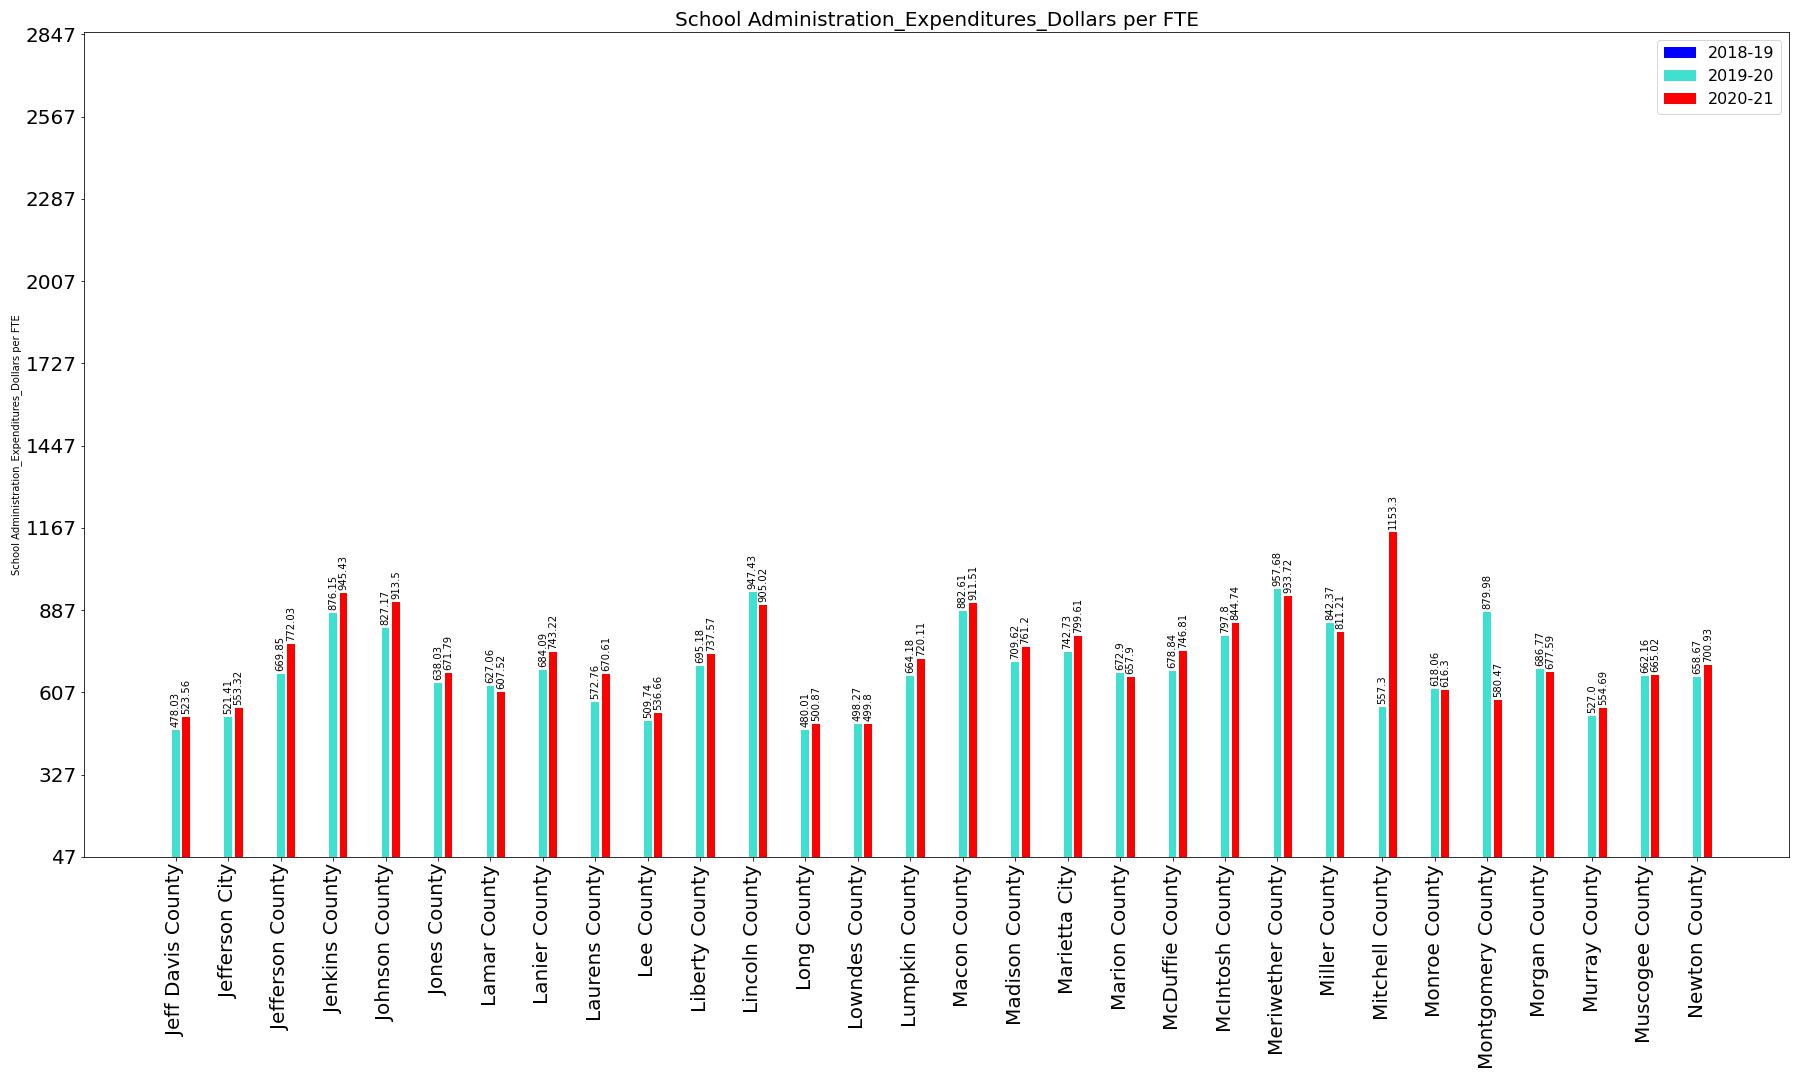 School Administration_Expenditures_Dollars per FTE
2018-19
2019-20
2020-21
School Administration_Expenditures_Dollars per FTE
2847
2567
2287
2007
1727
1447
1167
887
607
327
47
478.03
523.56
521.41
553.32
669.85
772.03
876.15
945.43
827.17
913.5
638.03
671.79
627.06
607.52
684.09
743.22
572.76
670.61
509.74
536.66
695.18
737.57
947.43
905.02
480.01
500.87
498.27
499.8
664.18
720.11
882.61
911.51
709.62
761.2
742.73
799.61
672.9
657.9
678.84
746.81
797.8
844.74
957.68
933.72
842.37
811.21
557.3
1153.3
618.06
616.3
879.98
580.47
686.77
677.59
527.0
554.69
662.16
665.02
658.67
700.93
Jeff Davis County
Jefferson City
Jefferson County
Jenkins County
Johnson County
Jones County
Lamar County
Lanier County
Laurens County
Lee County
Liberty County
Lincoln County
Long County
Lowndes County
Lumpkin County
Macon County
Madison County
Marietta City
Marion County
McDuffie County
McIntosh County
Meriwether County
Miller County
Mitchell County
Monroe County
Montgomery County
Morgan County
Murray County
Muscogee County
Newton County